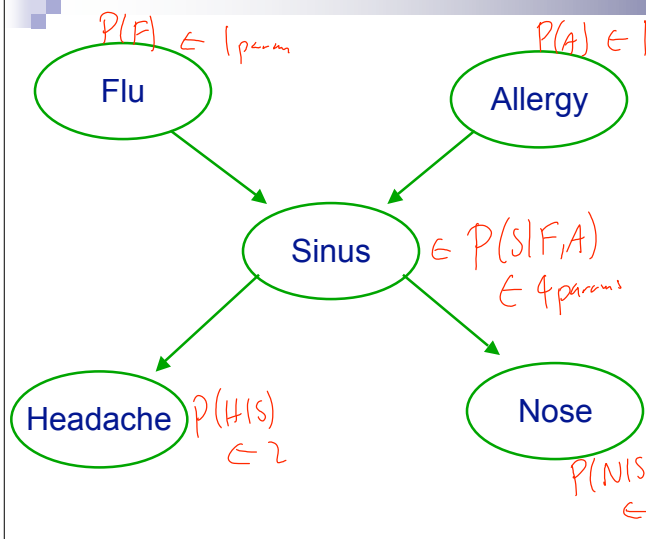 P(F) ∈ 1 param
P(A) ∈ 1
Flu
Allergy
Sinus
∈ P(S|F,A)
∈ 4 params
Headache
P(H|S)
∈ 2
Nose
P(N|S
∈